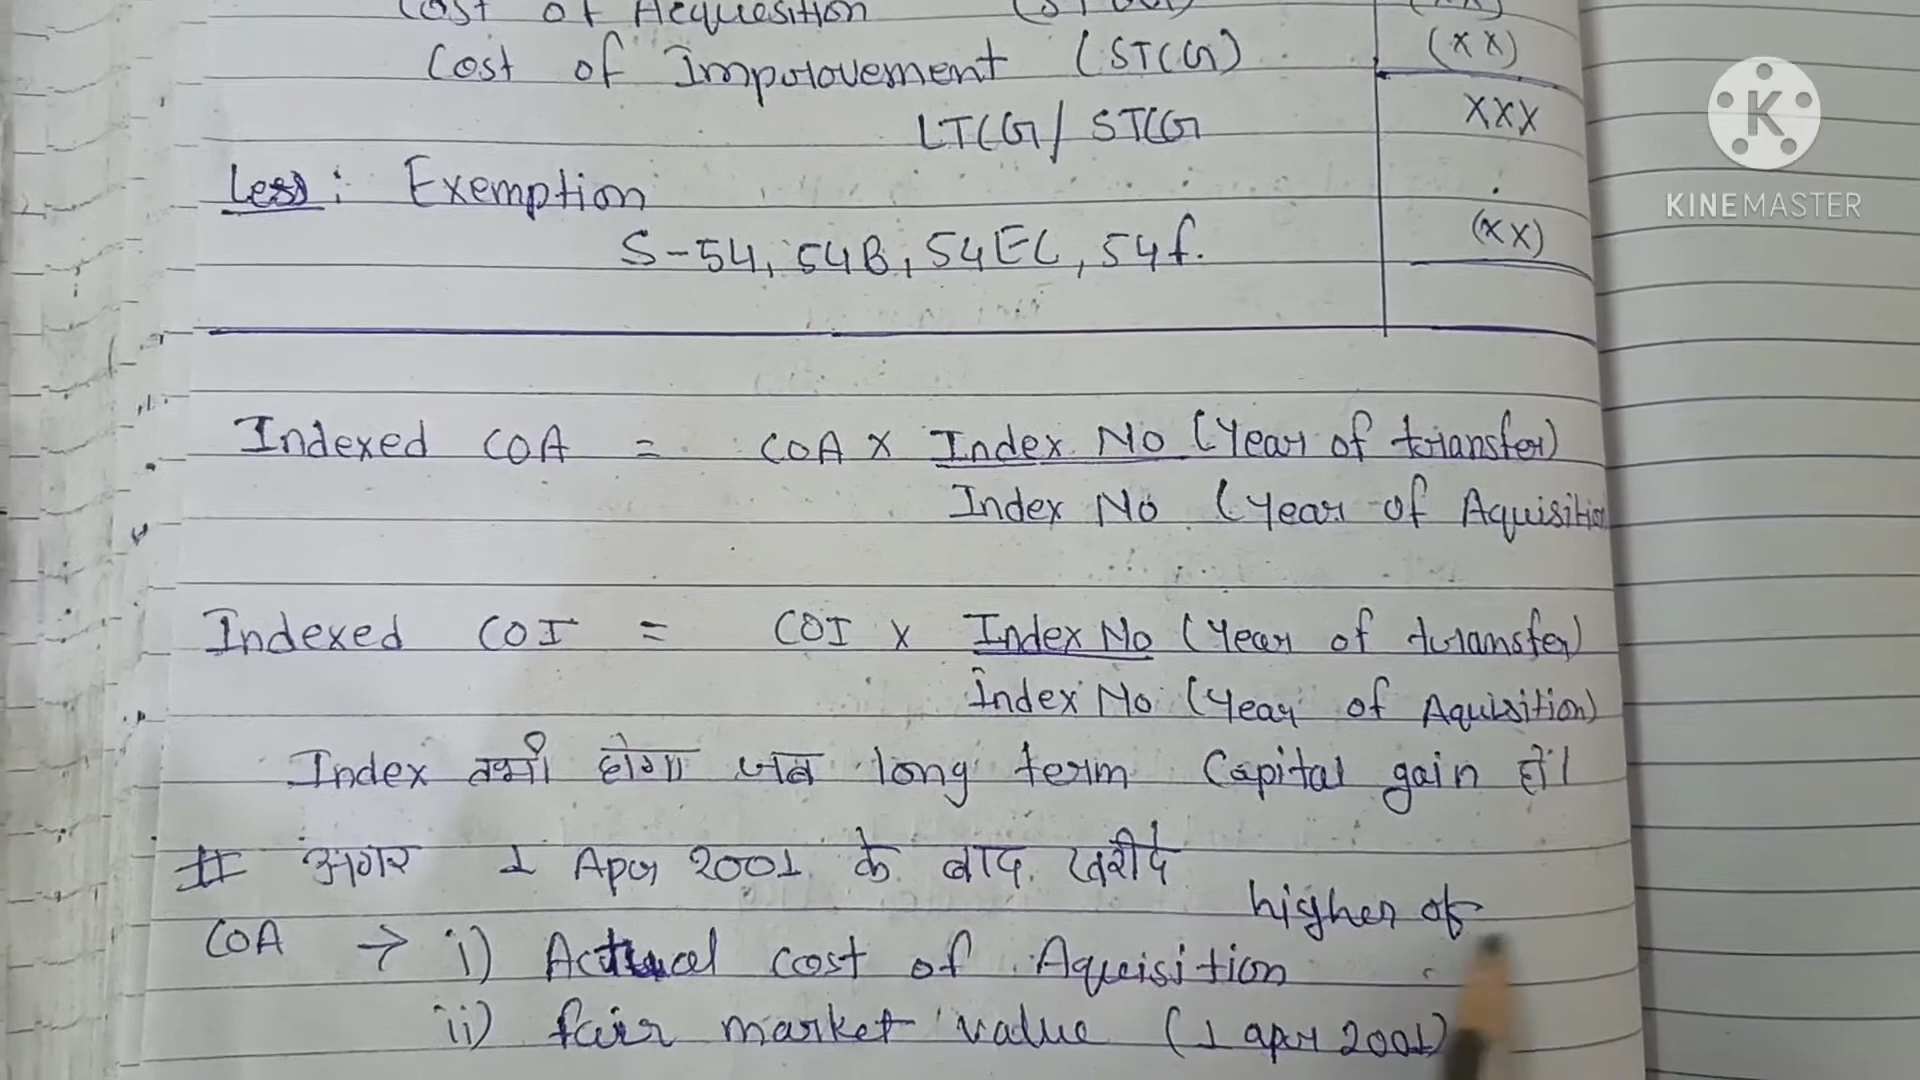 Cost of Acquesition
Cost of Improvement (STCG) (XX)
LTCG/STCG XXX
Less: Exemption
S-54, 54B, 54EC, 54f. (XX)
Indexed COA = COA X Index No (Year of transfer)
Index No (Year of Aquisition
Indexed COI = COI X Index No (Year of transfer)
Index No (Year of Aquisition)
Index तभी होगा जब long term Capital gain हो।
# अगर 1 Apr 2001 के बाद खरीदे
higher of
COA → i) Actual cost of Aquisition
ii) fair market value (1 apr 2001)
K
KINEMASTER